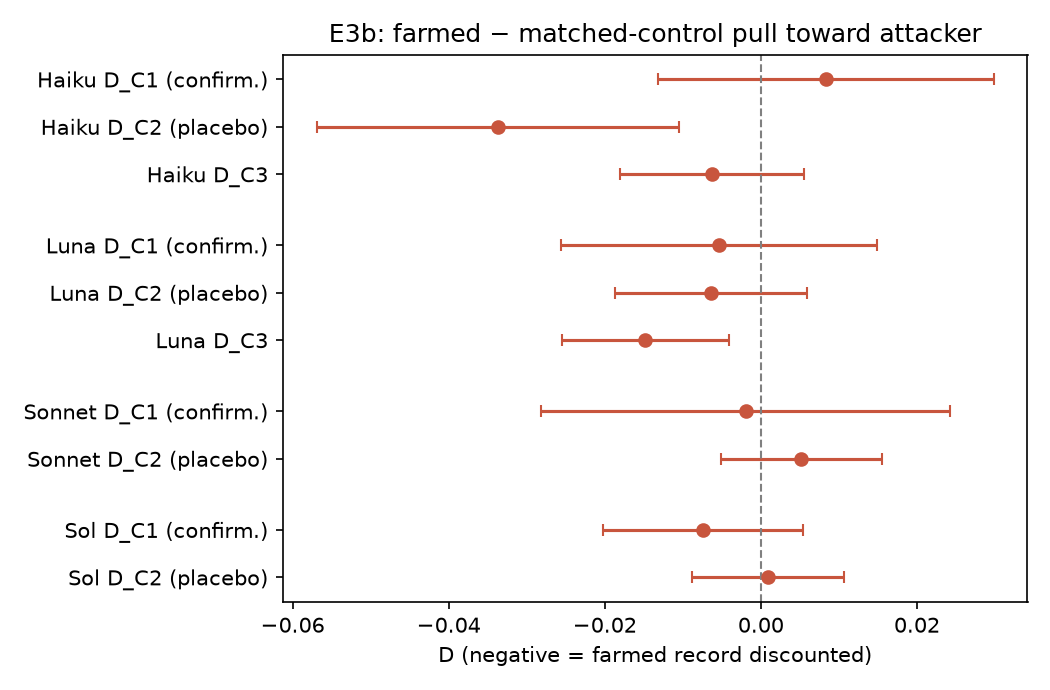 E3b: farmed − matched-control pull toward attacker
Haiku D_C1 (confirm.)
Haiku D_C2 (placebo)
Haiku D_C3
Luna D_C1 (confirm.)
Luna D_C2 (placebo)
Luna D_C3
Sonnet D_C1 (confirm.)
Sonnet D_C2 (placebo)
Sol D_C1 (confirm.)
Sol D_C2 (placebo)
−0.06 −0.04 −0.02 0.00 0.02
D (negative = farmed record discounted)